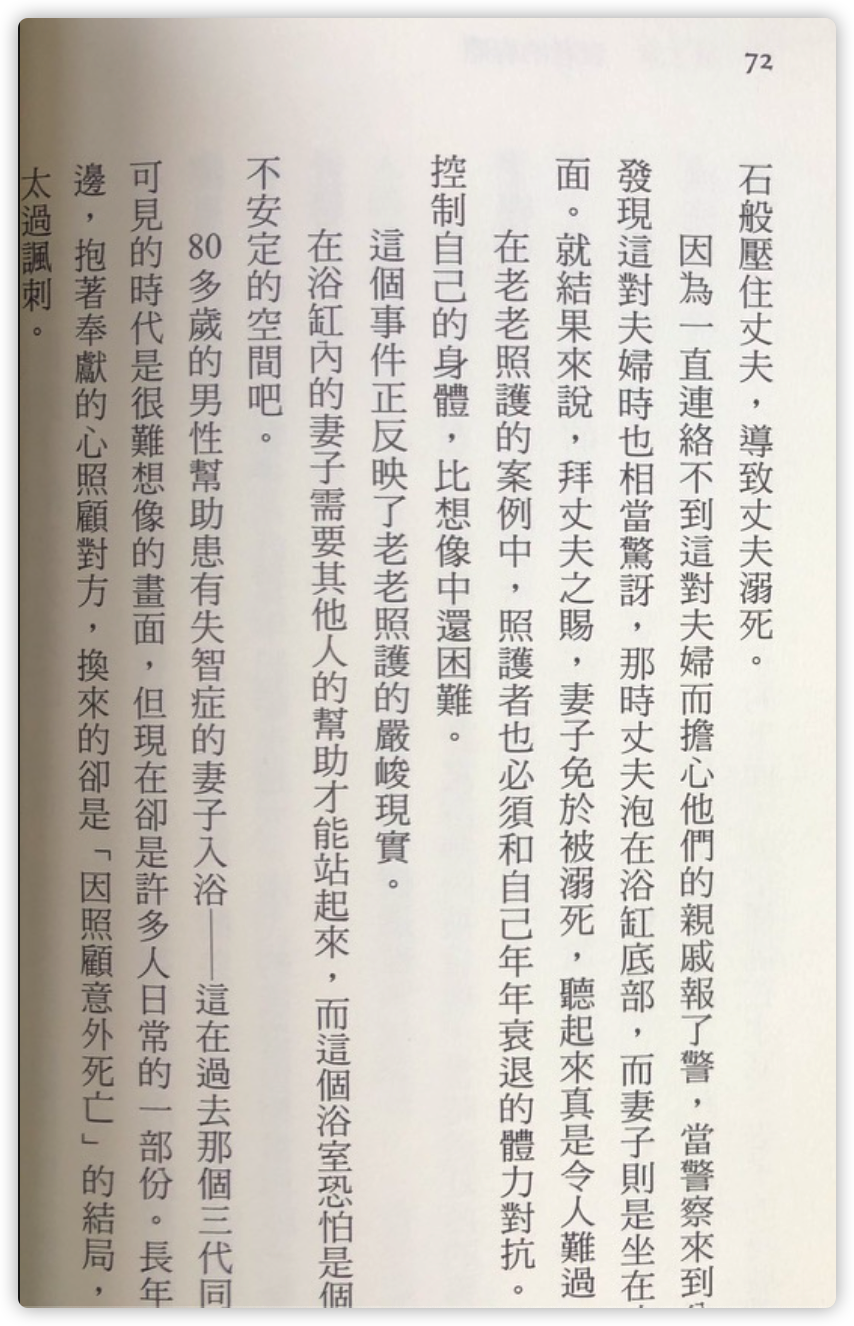 72
石般壓住丈夫，導致丈夫溺死。
因為一直連絡不到這對夫婦而擔心他們的親戚報了警，當警察來到
發現這對夫婦時也相當驚訝，那時丈夫泡在浴缸底部，而妻子則是坐在
面。就結果來說，拜丈夫之賜，妻子免於被溺死，聽起來真是令人難過
在老老照護的案例中，照護者也必須和自己年年衰退的體力對抗。
控制自己的身體，比想像中還困難。
這個事件正反映了老老照護的嚴峻現實。
在浴缸內的妻子需要其他人的幫助才能站起來，而這個浴室恐怕是個
不安定的空間吧。
80多歲的男性幫助患有失智症的妻子入浴——這在過去那個三代同
可見的時代是很難想像的畫面，但現在卻是許多人日常的一部份。長年
邊，抱著奉獻的心照顧對方，換來的卻是「因照顧意外死亡」的結局，
太過諷刺。